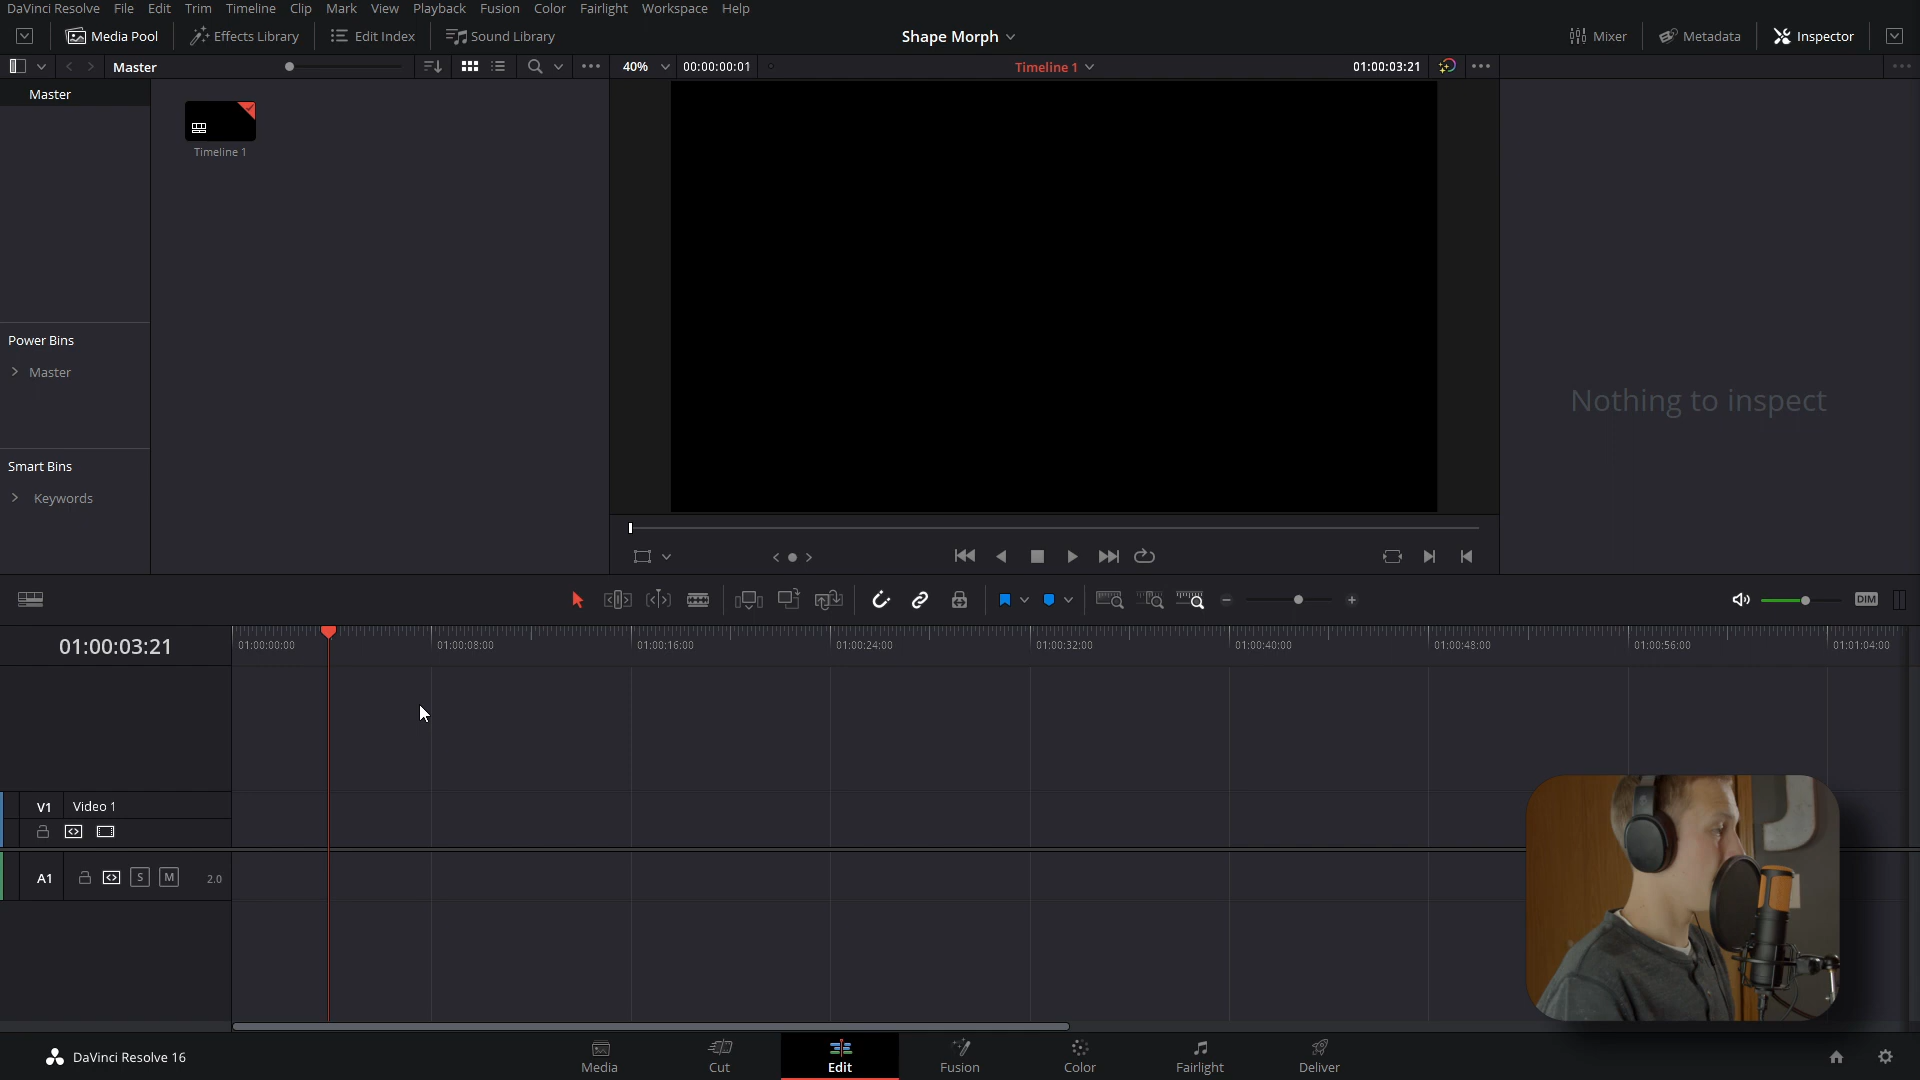 DaVinci Resolve File Edit Trim Timeline Clip Mark View Playback Fusion Color Fairlight Workspace Help
Media Pool Effects Library Edit Index Sound Library Shape Morph Mixer Metadata Inspector
Master 40% 00:00:00:01 Timeline 1 01:00:03:21
Master
Timeline 1
Power Bins
Master
Nothing to inspect
Smart Bins
Keywords
DIM
01:00:03:21
01:00:00:00 01:00:08:00 01:00:16:00 01:00:24:00 01:00:32:00 01:00:40:00 01:00:48:00 01:00:56:00 01:01:04:00
V1 Video 1
A1 S M 2.0
DaVinci Resolve 16
Media Cut Edit Fusion Color Fairlight Deliver